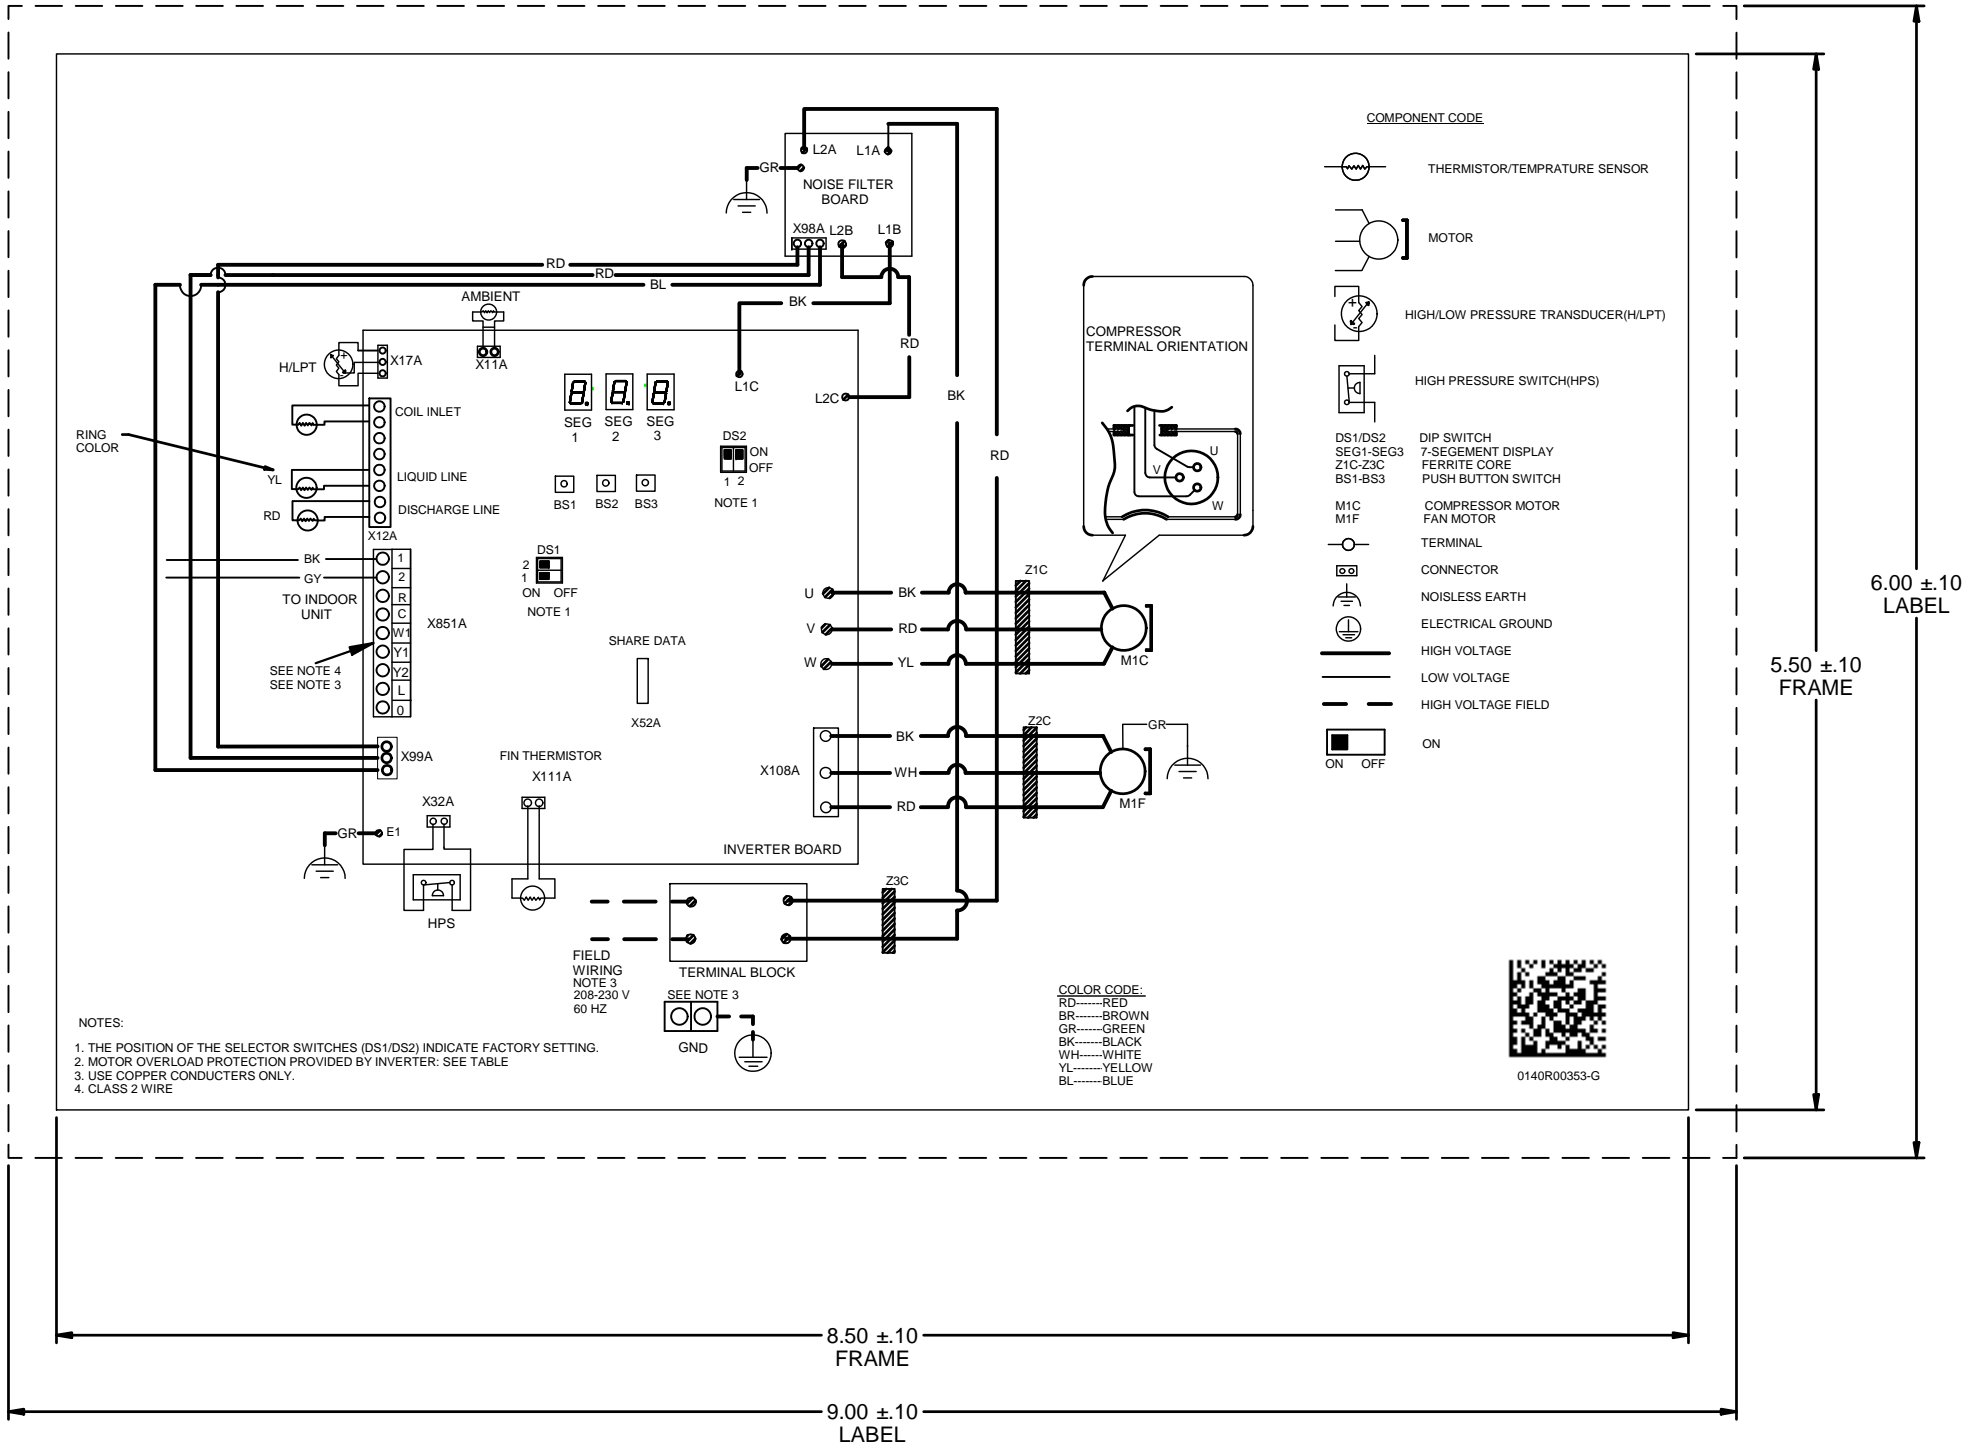 L2A
L1A
GR
NOISE FILTER
BOARD
X98A
L2B
L1B
RD
RD
BL
BK
RD
BK
RD
AMBIENT
X11A
H/LPT
X17A
L1C
L2C
SEG
1
SEG
2
SEG
3
DS2
ON
OFF
1 2
NOTE 1
BS1
BS2
BS3
RING
COLOR
COIL INLET
YL
LIQUID LINE
RD
DISCHARGE LINE
X12A
BK
GY
TO INDOOR
UNIT
1
2
R
C
W1
Y1
Y2
L
0
X851A
SEE NOTE 4
SEE NOTE 3
DS1
2
1
ON OFF
NOTE 1
SHARE DATA
X52A
U
V
W
BK
RD
YL
Z1C
M1C
X99A
FIN THERMISTOR
X111A
X32A
GR
E1
HPS
X108A
BK
WH
RD
Z2C
GR
M1F
INVERTER BOARD
Z3C
FIELD
WIRING
NOTE 3
208-230 V
60 HZ
TERMINAL BLOCK
SEE NOTE 3
GND
COMPRESSOR
TERMINAL ORIENTATION
U
V
W
COMPONENT CODE
THERMISTOR/TEMPRATURE SENSOR
MOTOR
HIGH/LOW PRESSURE TRANSDUCER(H/LPT)
HIGH PRESSURE SWITCH(HPS)
DS1/DS2 DIP SWITCH
SEG1-SEG3 7-SEGEMENT DISPLAY
Z1C-Z3C FERRITE CORE
BS1-BS3 PUSH BUTTON SWITCH
M1C COMPRESSOR MOTOR
M1F FAN MOTOR
TERMINAL
CONNECTOR
NOISLESS EARTH
ELECTRICAL GROUND
HIGH VOLTAGE
LOW VOLTAGE
HIGH VOLTAGE FIELD
ON
ON OFF
NOTES:
1. THE POSITION OF THE SELECTOR SWITCHES (DS1/DS2) INDICATE FACTORY SETTING.
2. MOTOR OVERLOAD PROTECTION PROVIDED BY INVERTER: SEE TABLE
3. USE COPPER CONDUCTERS ONLY.
4. CLASS 2 WIRE
COLOR CODE:
RD-------RED
BR-------BROWN
GR-------GREEN
BK-------BLACK
WH------WHITE
YL-------YELLOW
BL-------BLUE
0140R00353-G
6.00 ±.10
LABEL
5.50 ±.10
FRAME
8.50 ±.10
FRAME
9.00 ±.10
LABEL